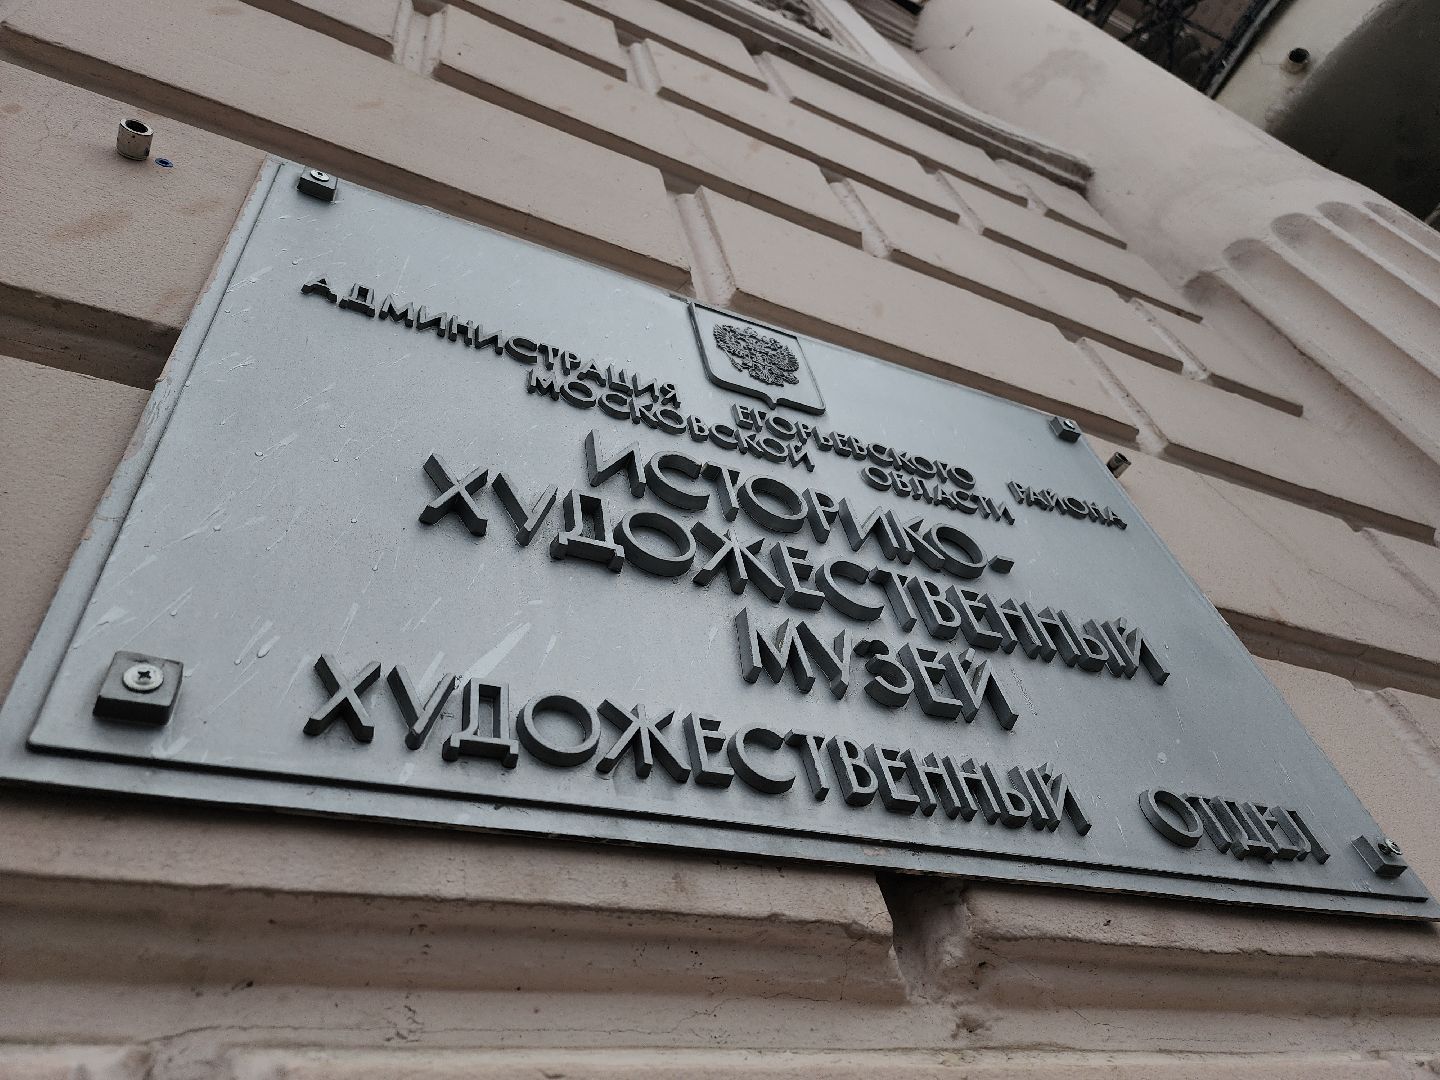 АДМИНИСТРАЦИЯ ЕГОРЬЕВСКОГО РАЙОНА
МОСКОВСКОЙ ОБЛАСТИ
ИСТОРИКО-
ХУДОЖЕСТВЕННЫЙ
МУЗЕЙ
ХУДОЖЕСТВЕННЫЙ ОТДЕЛ